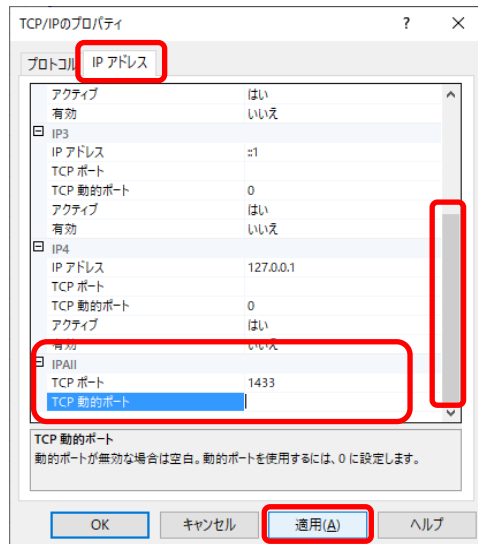 TCP/IPのプロパティ ? ×
プロトコル IP アドレス
アクティブ はい
有効 いいえ
IP3
IP アドレス ::1
TCP ポート
TCP 動的ポート 0
アクティブ はい
有効 いいえ
IP4
IP アドレス 127.0.0.1
TCP ポート
TCP 動的ポート 0
アクティブ はい
有効 いいえ
IPAll
TCP ポート 1433
TCP 動的ポート
TCP 動的ポート
動的ポートが無効な場合は空白。動的ポートを使用するには、0 に設定します。
OK キャンセル 適用(A) ヘルプ